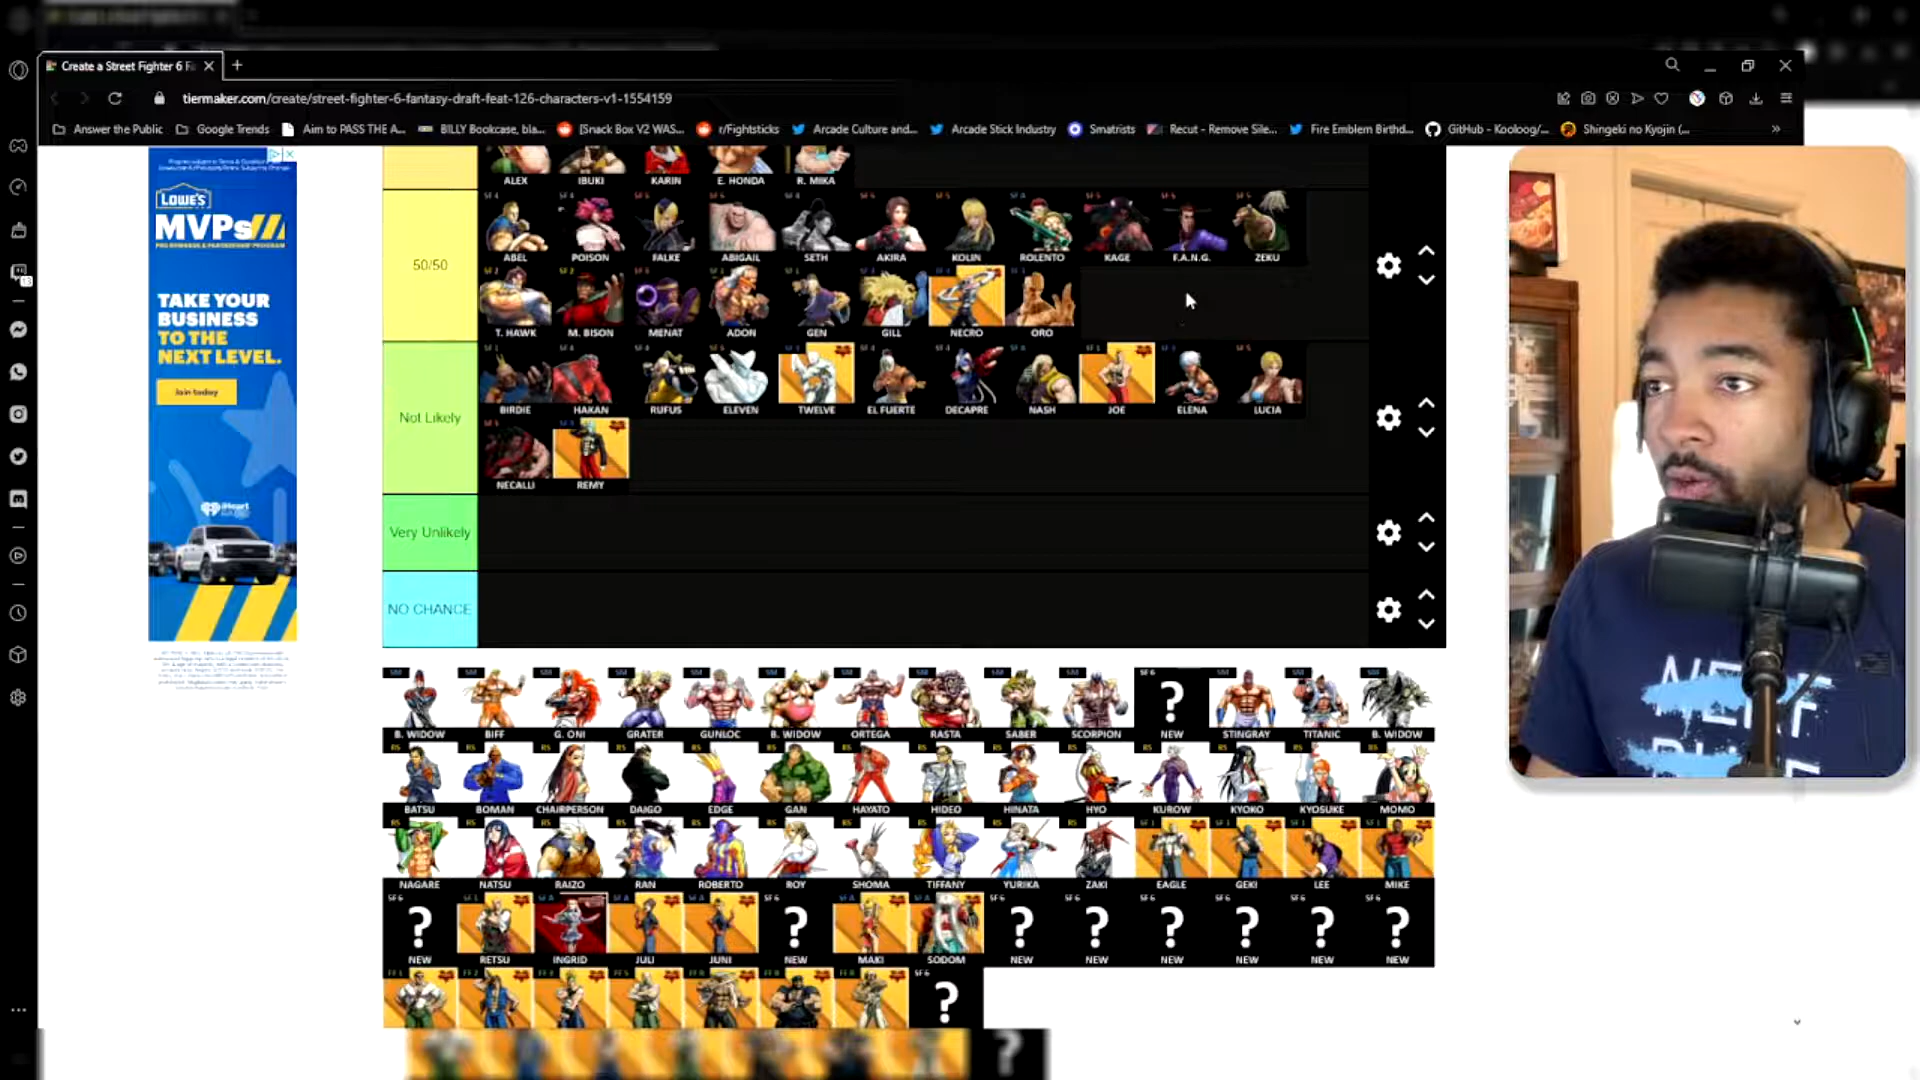 Create a Street Fighter 6 Fa
tiermaker.com/create/street-fighter-6-fantasy-draft-feat-126-characters-v1-1554159
Answer the Public Google Trends Aim to PASS THE A... BILLY Bookcase, bla... [Snack Box V2 WAS... r/Fightsticks Arcade Culture and... Arcade Stick Industry Smatrists Recut - Remove Sile... Fire Emblem Birthd... GitHub - Kooloog/... Shingeki no Kyojin (... »
LOWE'S
MVPs
PRO REWARDS & PARTNERSHIP PROGRAM
TAKE YOUR
BUSINESS
TO THE
NEXT LEVEL.
Join today
iHeart
ALEX IBUKI KARIN E. HONDA R. MIKA
50/50
ABEL POISON FALKE ABIGAIL SETH AKIRA KOLIN ROLENTO KAGE F.A.N.G. ZEKU
T. HAWK M. BISON MENAT ADON GEN GILL NECRO ORO
Not Likely
BIRDIE HAKAN RUFUS ELEVEN TWELVE EL FUERTE DECAPRE NASH JOE ELENA LUCIA
NECALLI REMY
Very Unlikely
NO CHANCE
B. WIDOW BIFF G. ONI GRATER GUNLOC B. WIDOW ORTEGA RASTA SABER SCORPION NEW STINGRAY TITANIC B. WIDOW
BATSU BOMAN CHAIRPERSON DAIGO EDGE GAN HAYATO HIDEO HINATA HYO KUROW KYOKO KYOSUKE MOMO
NAGARE NATSU RAIZO RAN ROBERTO ROY SHOMA TIFFANY YURIKA ZAKI EAGLE GEKI LEE MIKE
NEW RETSU INGRID JULI JUNI NEW MAKI SODOM NEW NEW NEW NEW NEW NEW